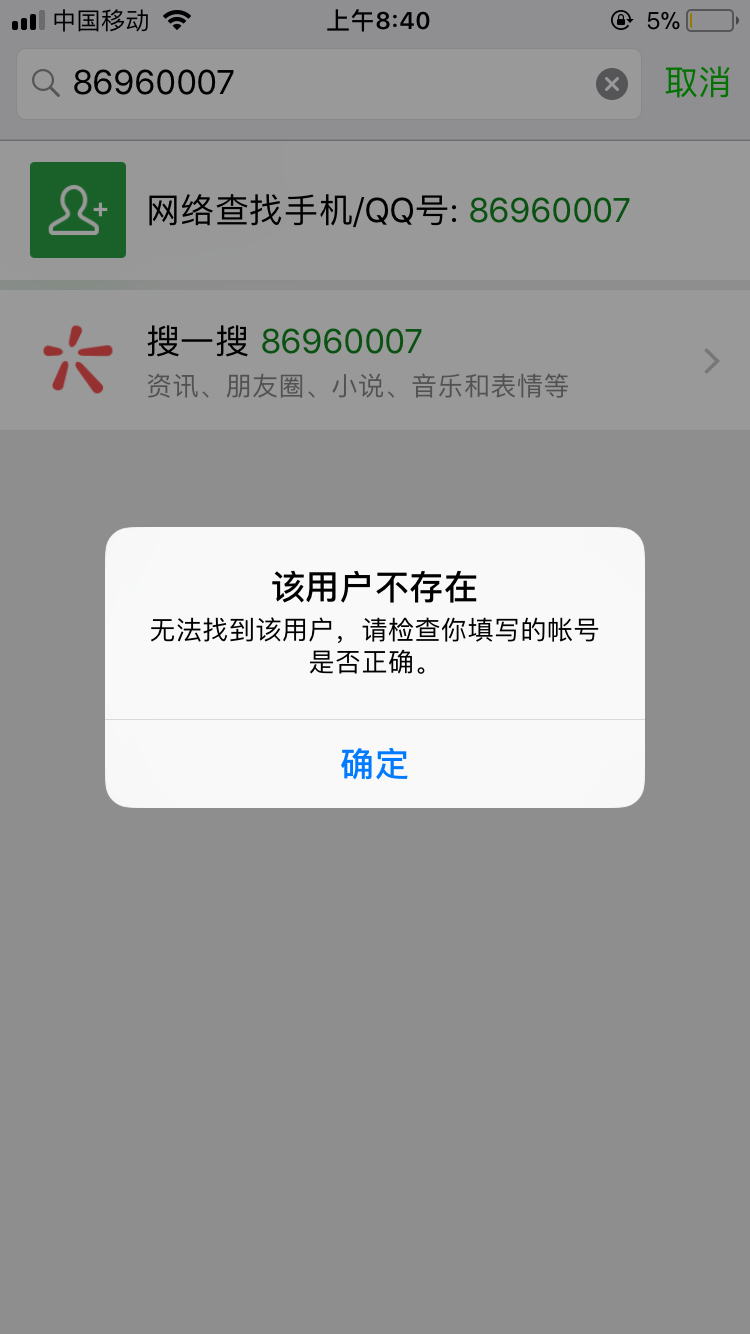 中国移动 上午8:40 5%
86960007 取消
网络查找手机/QQ号: 86960007
搜一搜 86960007
资讯、朋友圈、小说、音乐和表情等
该用户不存在
无法找到该用户，请检查你填写的帐号
是否正确。
确定